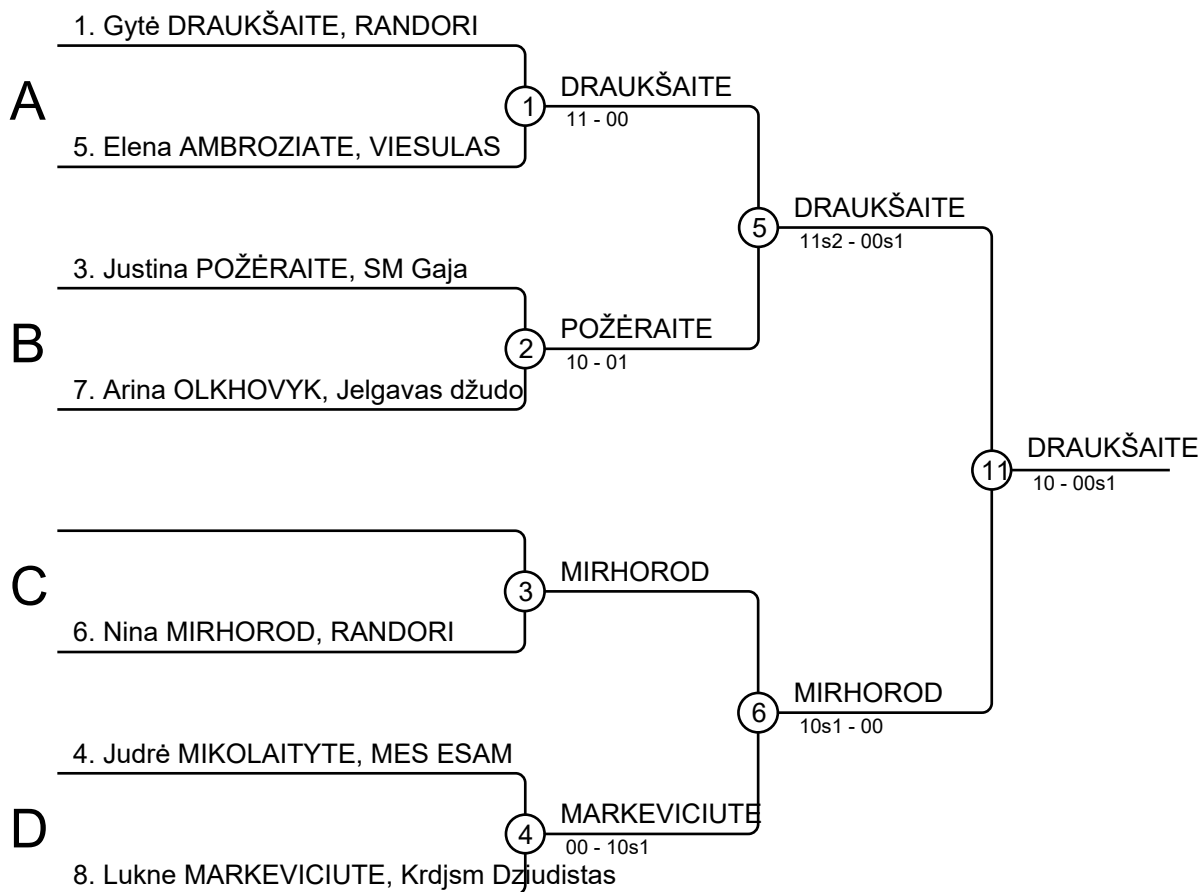 1. Gytė DRAUKŠAITE, RANDORI
A
1
DRAUKŠAITE
11 - 00
5. Elena AMBROZIATE, VIESULAS
5
DRAUKŠAITE
11s2 - 00s1
3. Justina POŽĖRAITE, SM Gaja
B
2
POŽĖRAITE
10 - 01
7. Arina OLKHOVYK, Jelgavas džudo
11
DRAUKŠAITE
10 - 00s1
C
3
MIRHOROD
6. Nina MIRHOROD, RANDORI
6
MIRHOROD
10s1 - 00
4. Judrė MIKOLAITYTE, MES ESAM
D
4
MARKEVICIUTE
00 - 10s1
8. Lukne MARKEVICIUTE, Krdjsm Dziudistas